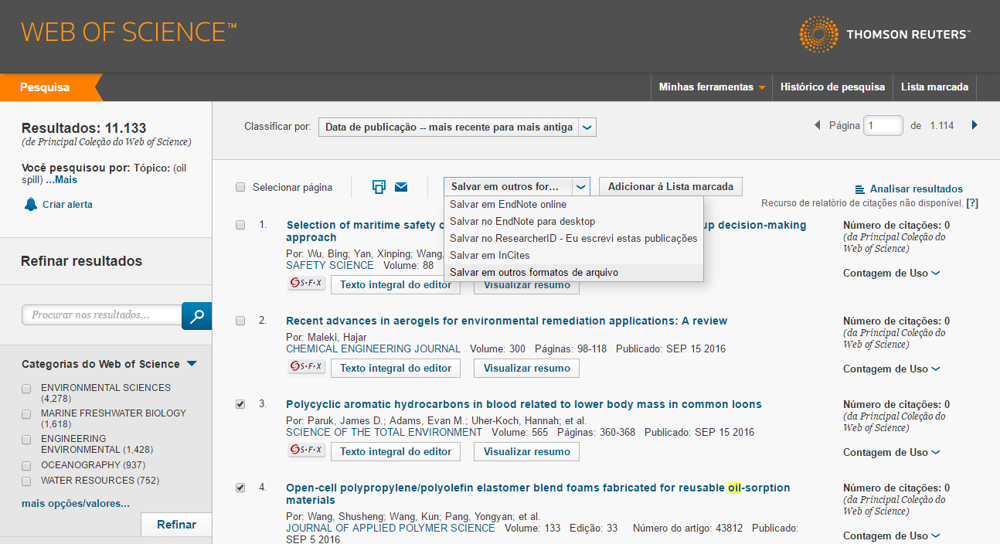 WEB OF SCIENCE™
THOMSON REUTERS™
Pesquisa
Minhas ferramentas
Histórico de pesquisa
Lista marcada
Resultados: 11.133
(de Principal Coleção do Web of Science)
Você pesquisou por: Tópico: (oil
spill) ...Mais
Criar alerta
Refinar resultados
Procurar nos resultados...
Categorias do Web of Science
ENVIRONMENTAL SCIENCES
(4,278)
MARINE FRESHWATER BIOLOGY
(1,618)
ENGINEERING
ENVIRONMENTAL (1,428)
OCEANOGRAPHY (937)
WATER RESOURCES (752)
mais opções/valores...
Refinar
Classificar por: Data de publicação -- mais recente para mais antiga
Página 1 de 1.114
Selecionar página
Salvar em outros for...
Adicionar à Lista marcada
Salvar em EndNote online
Salvar no EndNote para desktop
Salvar no ResearcherID - Eu escrevi estas publicações
Salvar em InCites
Salvar em outros formatos de arquivo
Analisar resultados
Recurso de relatório de citações não disponível. [?]
1. Selection of maritime safety up decision-making
approach
Por: Wu, Bing; Yan, Xinping; Wang,
SAFETY SCIENCE Volume: 88
S·F·X Texto integral do editor Visualizar resumo
Número de citações: 0
(da Principal Coleção do
Web of Science)
Contagem de Uso
2. Recent advances in aerogels for environmental remediation applications: A review
Por: Maleki, Hajar
CHEMICAL ENGINEERING JOURNAL Volume: 300 Páginas: 98-118 Publicado: SEP 15 2016
S·F·X Texto integral do editor Visualizar resumo
Número de citações: 0
(da Principal Coleção do
Web of Science)
Contagem de Uso
3. Polycyclic aromatic hydrocarbons in blood related to lower body mass in common loons
Por: Paruk, James D.; Adams, Evan M.; Uher-Koch, Hannah; et al.
SCIENCE OF THE TOTAL ENVIRONMENT Volume: 565 Páginas: 360-368 Publicado: SEP 15 2016
S·F·X Texto integral do editor Visualizar resumo
Número de citações: 0
(da Principal Coleção do
Web of Science)
Contagem de Uso
4. Open-cell polypropylene/polyolefin elastomer blend foams fabricated for reusable oil-sorption
materials
Por: Wang, Shusheng; Wang, Kun; Pang, Yongyan; et al.
JOURNAL OF APPLIED POLYMER SCIENCE Volume: 133 Edição: 33 Número do artigo: 43812 Publicado:
SEP 5 2016
Número de citações: 0
(da Principal Coleção do
Web of Science)
Contagem de Uso